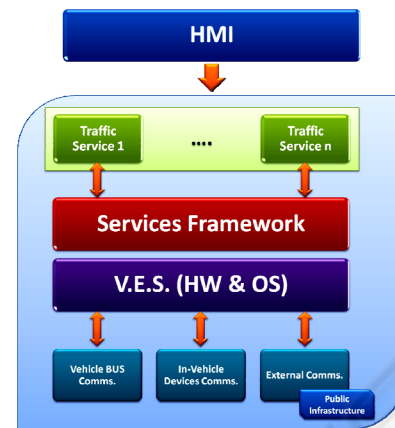 HMI
Traffic .... Traffic
Service 1 Service n
Services Framework
V.E.S. (HW & OS)
Vehicle BUS In-Vehicle External Comms.
Comms. Devices Comms.
Public
Infrastructure